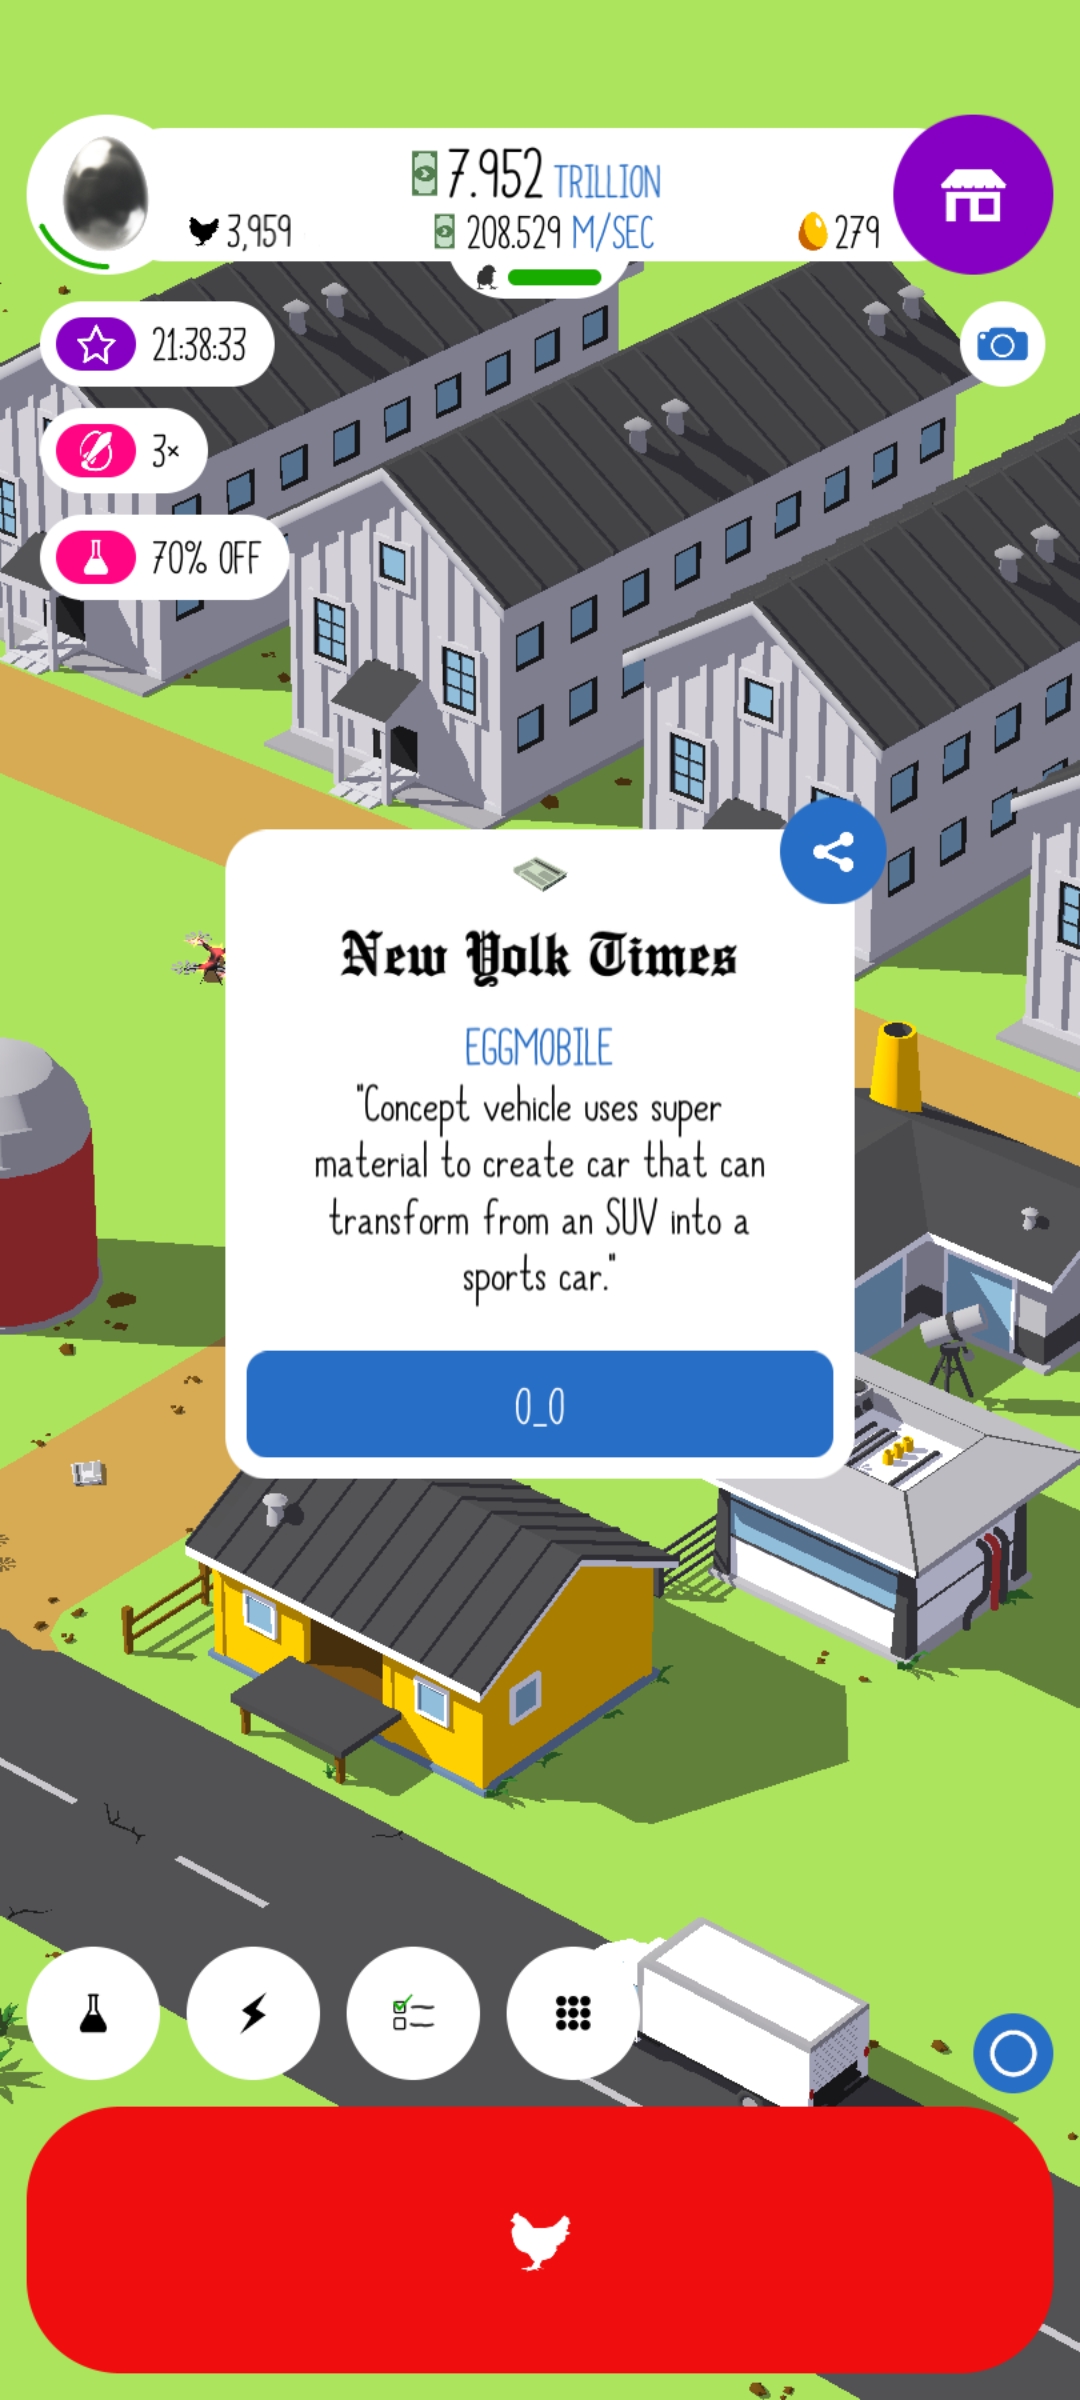 7.952 TRILLION
3,959
208.529 M/SEC
279
21:38:33
3×
70% OFF
New Yolk Times
EGGMOBILE
"Concept vehicle uses super
material to create car that can
transform from an SUV into a
sports car."
0_0